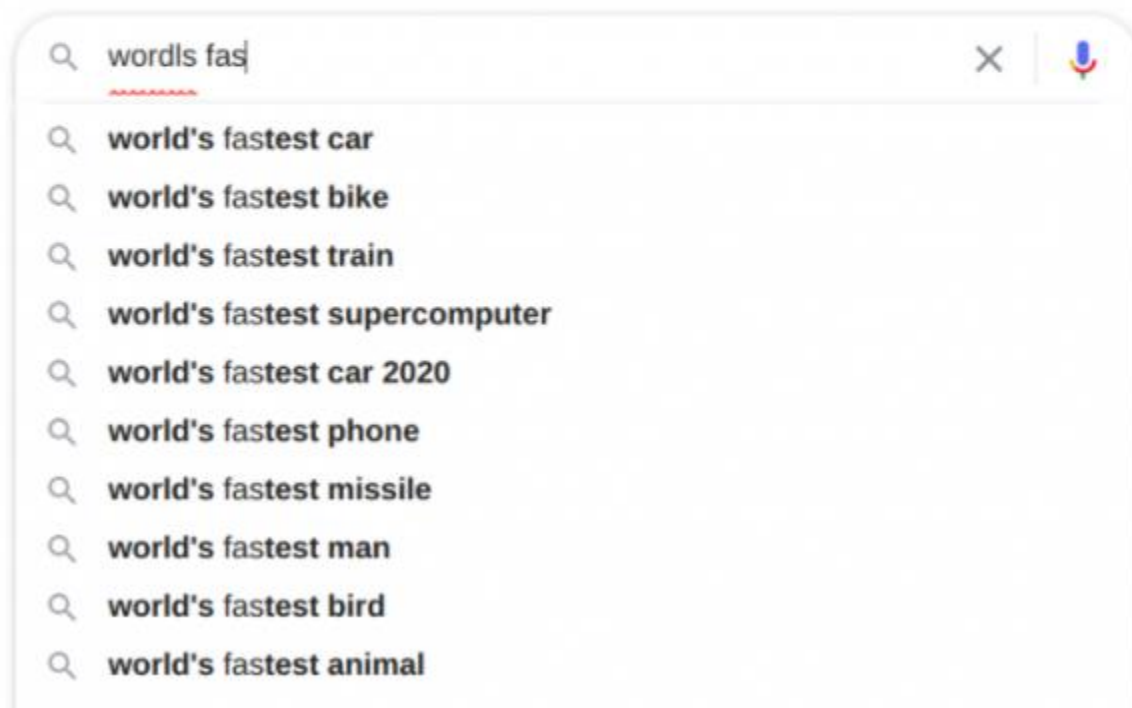 wordls fas
world's fastest car
world's fastest bike
world's fastest train
world's fastest supercomputer
world's fastest car 2020
world's fastest phone
world's fastest missile
world's fastest man
world's fastest bird
world's fastest animal